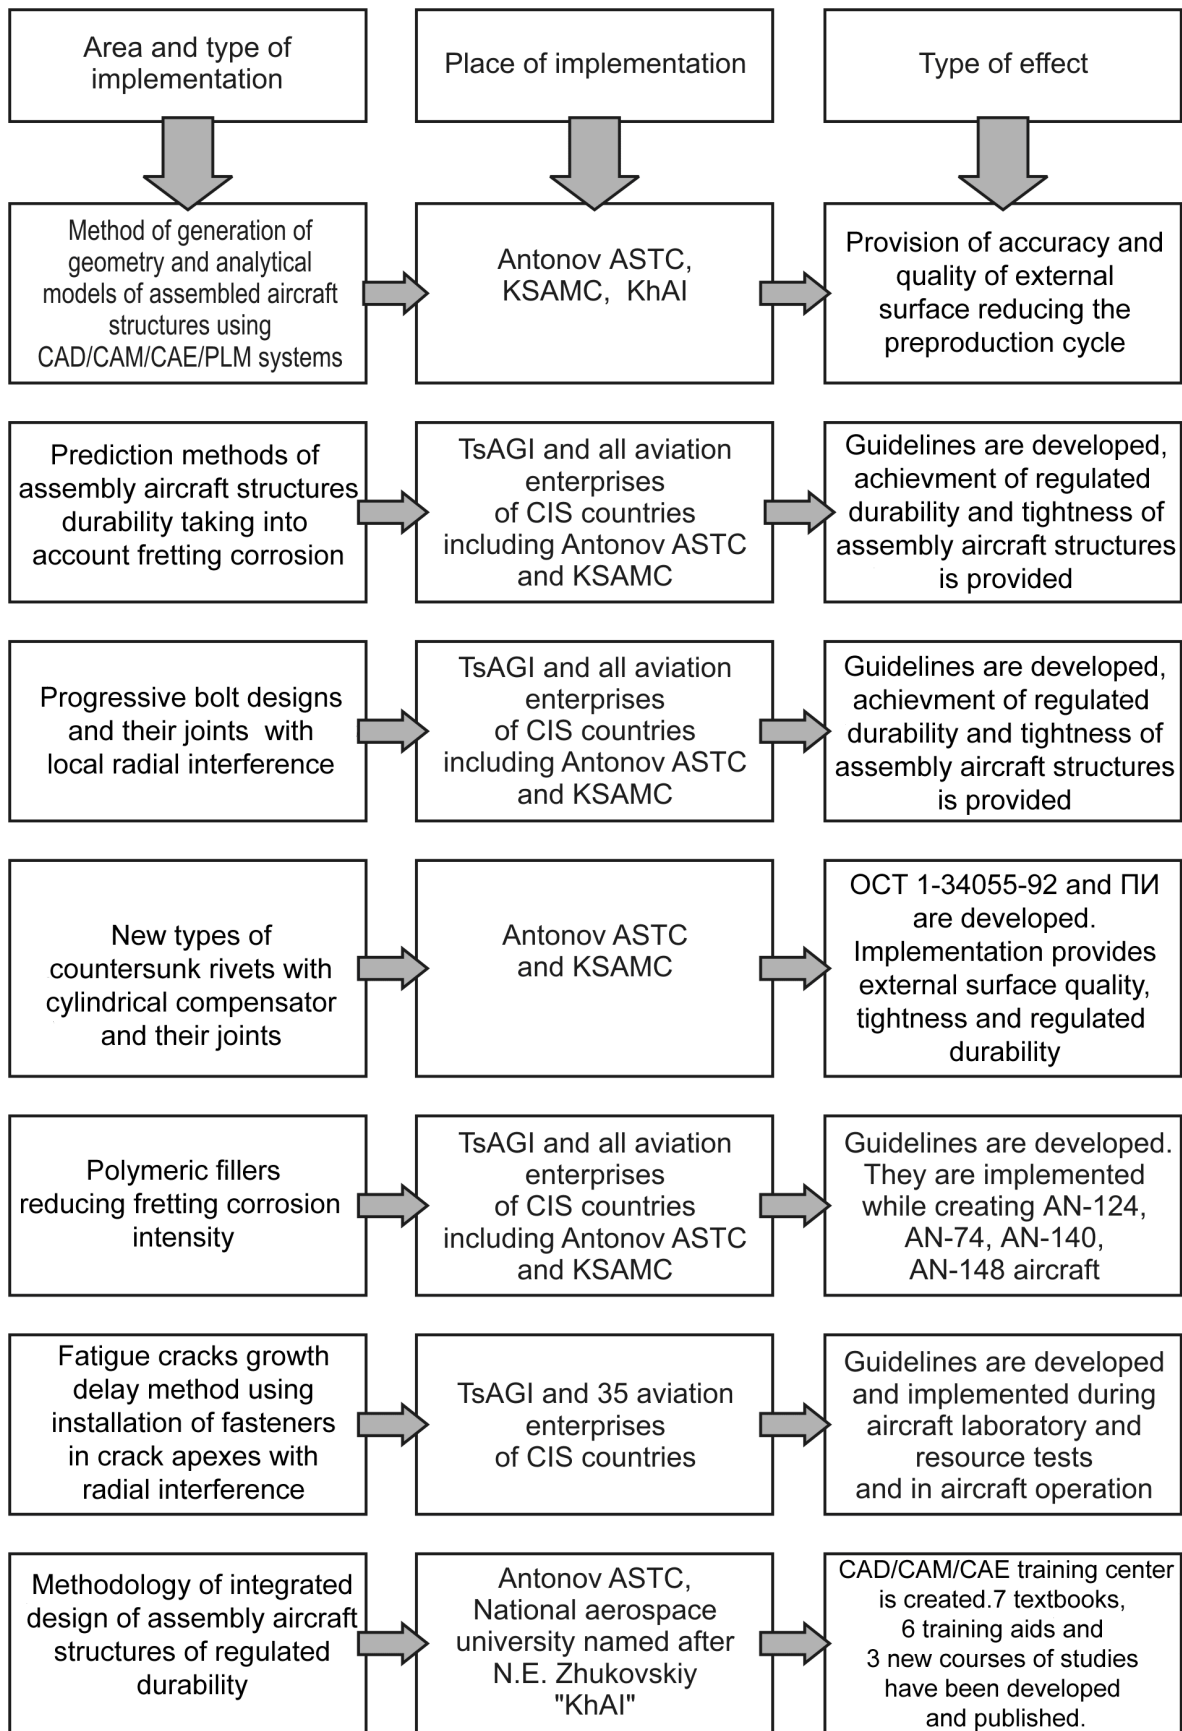 Area and type of
implementation
Place of implementation
Type of effect
Method of generation of
geometry and analytical
models of assembled aircraft
structures using
CAD/CAM/CAE/PLM systems
Antonov ASTC,
KSAMC, KhAI
Provision of accuracy and
quality of external
surface reducing the
preproduction cycle
Prediction methods of
assembly aircraft structures
durability taking into
account fretting corrosion
TsAGI and all aviation
enterprises
of CIS countries
including Antonov ASTC
and KSAMC
Guidelines are developed,
achievment of regulated
durability and tightness of
assembly aircraft structures
is provided
Progressive bolt designs
and their joints with
local radial interference
TsAGI and all aviation
enterprises
of CIS countries
including Antonov ASTC
and KSAMC
Guidelines are developed,
achievment of regulated
durability and tightness of
assembly aircraft structures
is provided
New types of
countersunk rivets with
cylindrical compensator
and their joints
Antonov ASTC
and KSAMC
ОСТ 1-34055-92 and ПИ
are developed.
Implementation provides
external surface quality,
tightness and regulated
durability
Polymeric fillers
reducing fretting corrosion
intensity
TsAGI and all aviation
enterprises
of CIS countries
including Antonov ASTC
and KSAMC
Guidelines are developed.
They are implemented
while creating AN-124,
AN-74, AN-140,
AN-148 aircraft
Fatigue cracks growth
delay method using
installation of fasteners
in crack apexes with
radial interference
TsAGI and 35 aviation
enterprises
of CIS countries
Guidelines are developed
and implemented during
aircraft laboratory and
resource tests
and in aircraft operation
Methodology of integrated
design of assembly aircraft
structures of regulated
durability
Antonov ASTC,
National aerospace
university named after
N.E. Zhukovskiy
"KhAI"
CAD/CAM/CAE training center
is created.7 textbooks,
6 training aids and
3 new courses of studies
have been developed
and published.